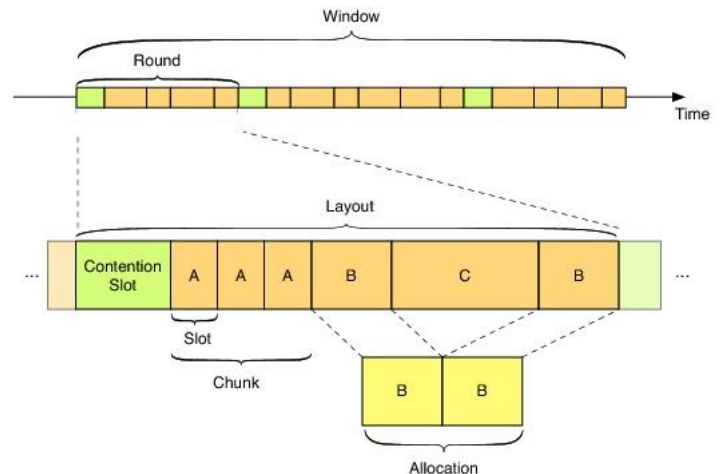 Window
Round
Time
Layout
... Contention Slot A A A B C B ...
Slot
Chunk
B B
Allocation